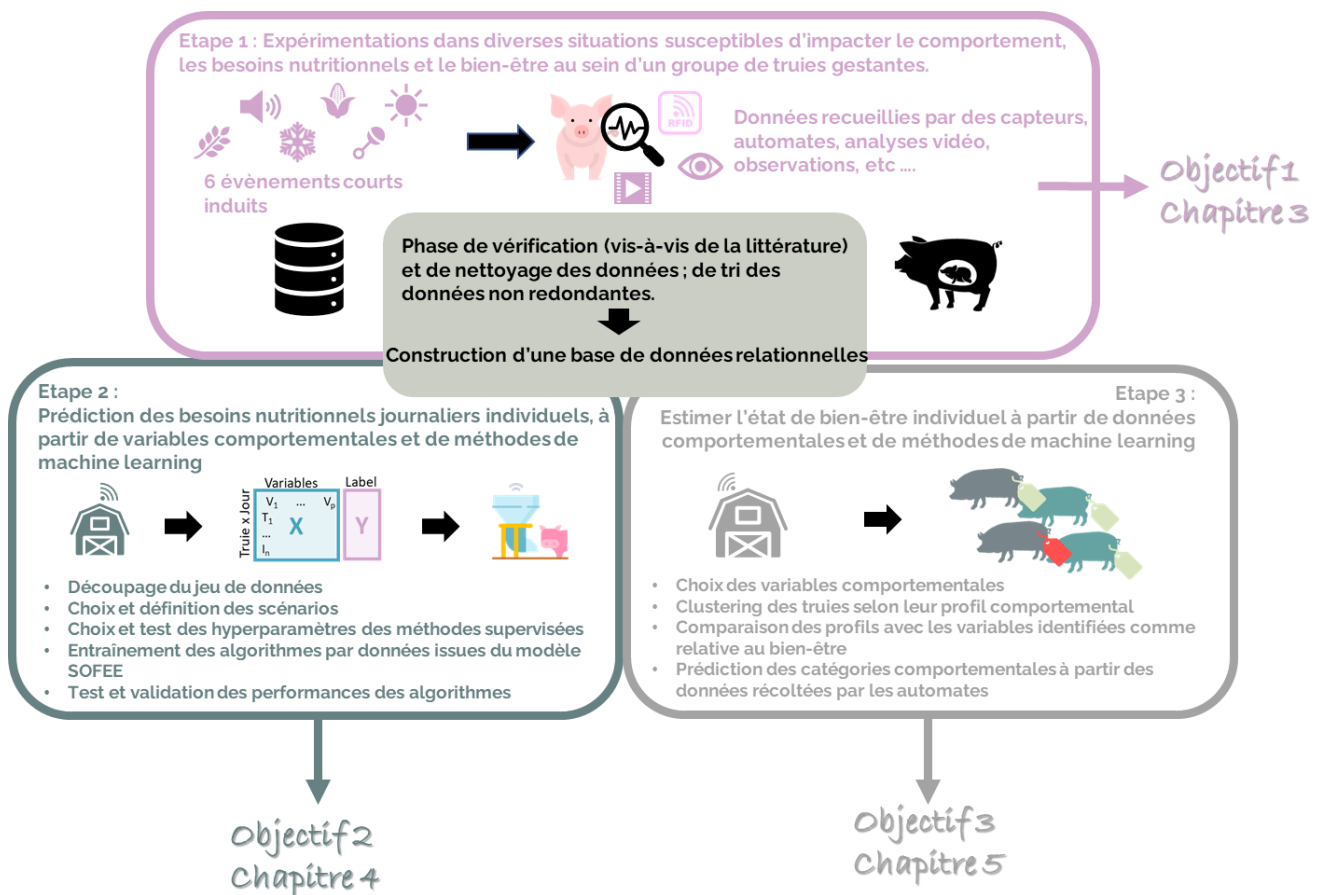 Etape 1 : Expérimentations dans diverses situations susceptibles d'impacter le comportement,
les besoins nutritionnels et le bien-être au sein d'un groupe de truies gestantes.
RFID
Données recueillies par des capteurs,
automates, analyses vidéo,
observations, etc ....
6 évènements courts
induits
Objectif 1
Chapitre 3
Phase de vérification (vis-à-vis de la littérature)
et de nettoyage des données ; de tri des
données non redondantes.
Construction d'une base de données relationnelles
Etape 2 :
Prédiction des besoins nutritionnels journaliers individuels, à
partir de variables comportementales et de méthodes de
machine learning
Variables
Label
Truie x Jour
V1 ... Vp
T1
...
In
X
Y
• Découpage du jeu de données
• Choix et définition des scénarios
• Choix et test des hyperparamètres des méthodes supervisées
• Entraînement des algorithmes par données issues du modèle
SOFEE
• Test et validation des performances des algorithmes
Etape 3 :
Estimer l'état de bien-être individuel à partir de données
comportementales et de méthodes de machine learning
• Choix des variables comportementales
• Clustering des truies selon leur profil comportemental
• Comparaison des profils avec les variables identifiées comme
relative au bien-être
• Prédiction des catégories comportementales à partir des
données récoltées par les automates
Objectif 2
Chapitre 4
Objectif 3
Chapitre 5